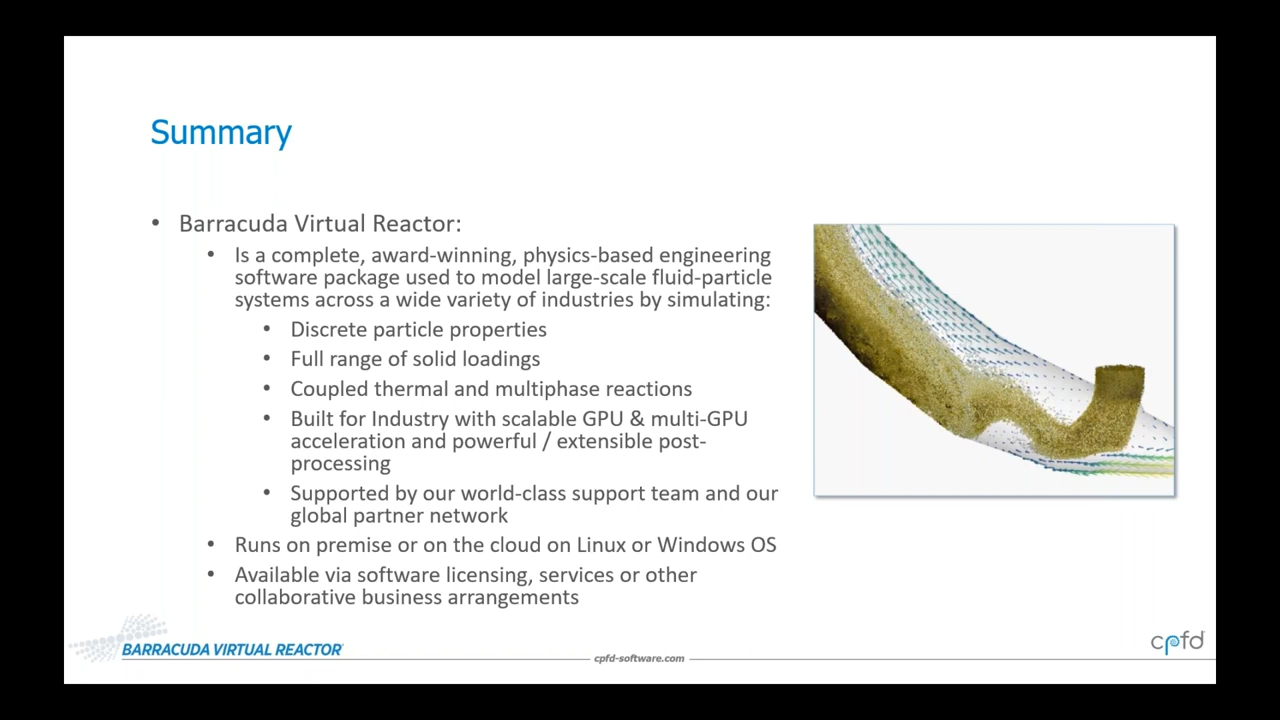 Summary
• Barracuda Virtual Reactor:
• Is a complete, award-winning, physics-based engineering
software package used to model large-scale fluid-particle
systems across a wide variety of industries by simulating:
• Discrete particle properties
• Full range of solid loadings
• Coupled thermal and multiphase reactions
• Built for Industry with scalable GPU & multi-GPU
acceleration and powerful / extensible post-
processing
• Supported by our world-class support team and our
global partner network
• Runs on premise or on the cloud on Linux or Windows OS
• Available via software licensing, services or other
collaborative business arrangements
BARRACUDA VIRTUAL REACTOR
cpfd-software.com
cpfd